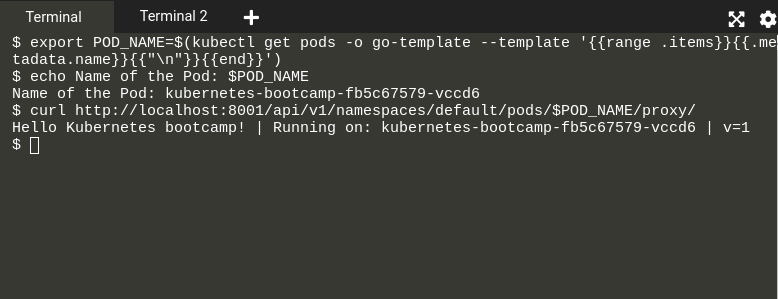 Terminal
Terminal 2
$ export POD_NAME=$(kubectl get pods -o go-template --template '{{range .items}}{{.me
tadata.name}}{{"\n"}}{{end}}')
$ echo Name of the Pod: $POD_NAME
Name of the Pod: kubernetes-bootcamp-fb5c67579-vccd6
$ curl http://localhost:8001/api/v1/namespaces/default/pods/$POD_NAME/proxy/
Hello Kubernetes bootcamp! | Running on: kubernetes-bootcamp-fb5c67579-vccd6 | v=1
$